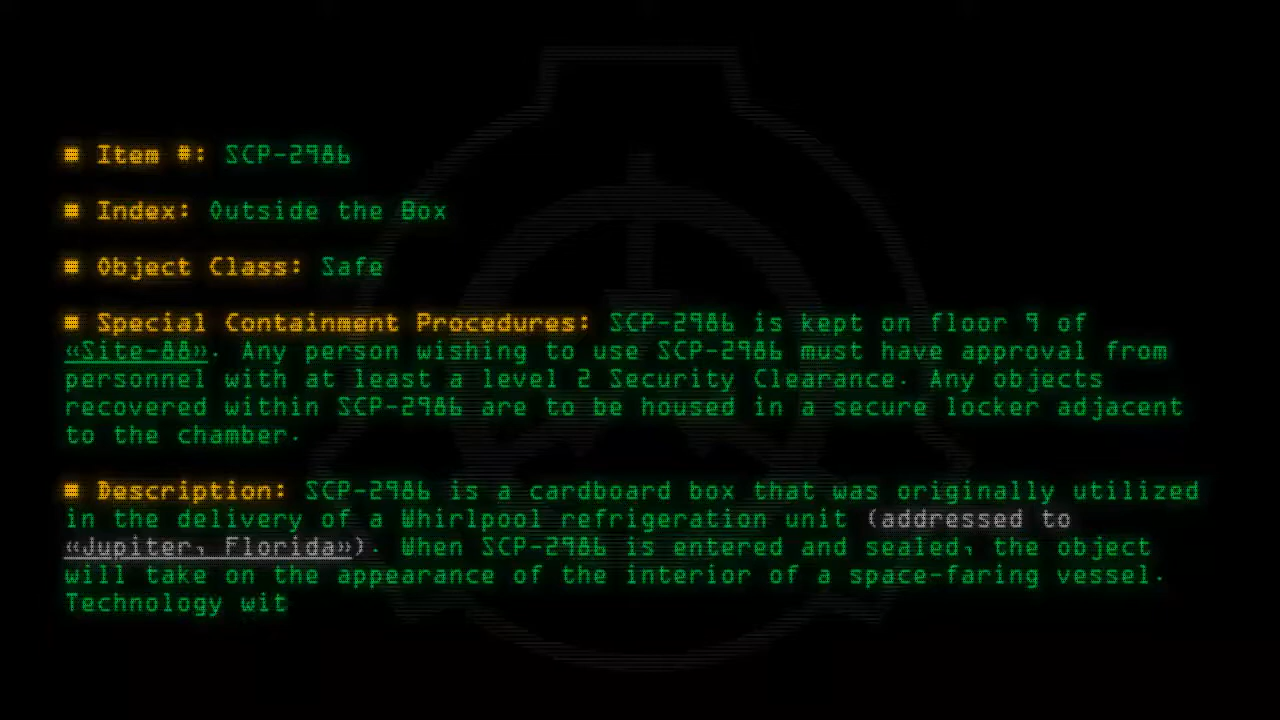 ■ Item #: SCP-2986
■ Index: Outside the Box
■ Object Class: Safe
■ Special Containment Procedures: SCP-2986 is kept on floor 9 of
«Site-88». Any person wishing to use SCP-2986 must have approval from
personnel with at least a level 2 Security Clearance. Any objects
recovered within SCP-2986 are to be housed in a secure locker adjacent
to the chamber.
■ Description: SCP-2986 is a cardboard box that was originally utilized
in the delivery of a Whirlpool refrigeration unit (addressed to
«Jupiter, Florida»). When SCP-2986 is entered and sealed, the object
will take on the appearance of the interior of a space-faring vessel.
Technology wit